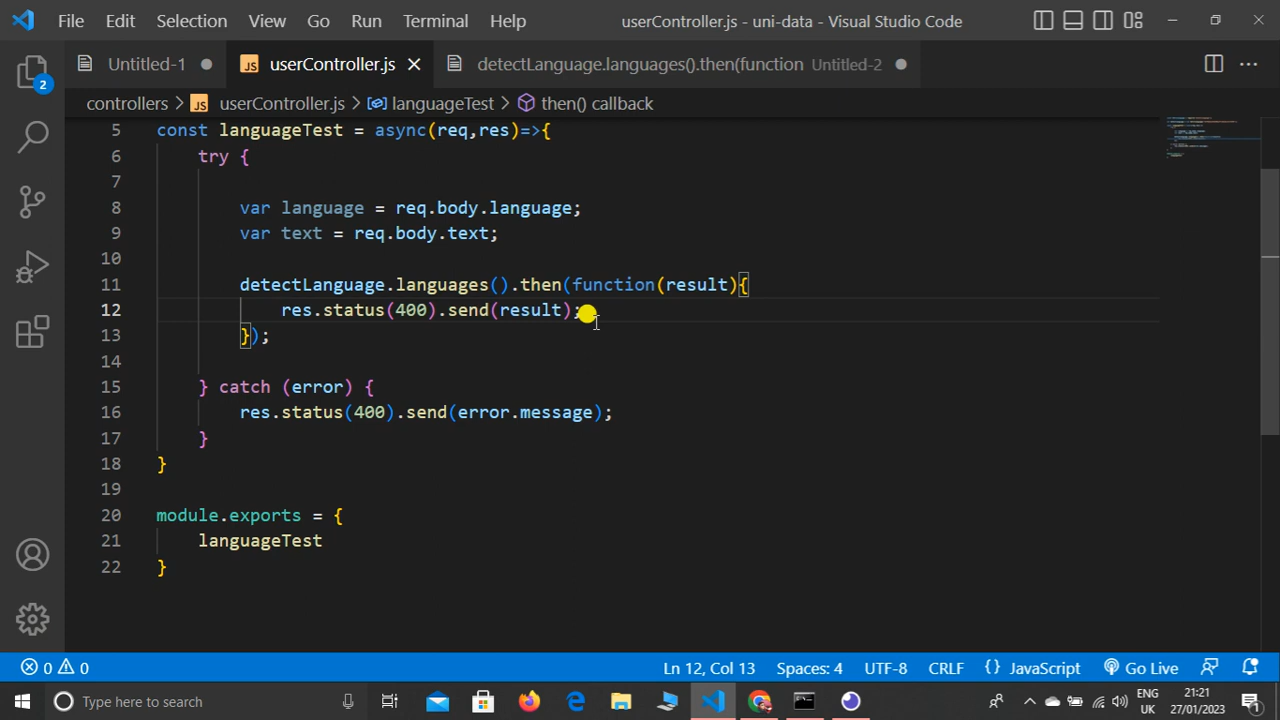 File Edit Selection View Go Run Terminal Help userController.js - uni-data - Visual Studio Code
Untitled-1 JS userController.js detectLanguage.languages().then(function Untitled-2
controllers > JS userController.js > languageTest > then() callback
5 const languageTest = async(req,res)=>{
6 try {
7
8 var language = req.body.language;
9 var text = req.body.text;
10
11 detectLanguage.languages().then(function(result){
12 res.status(400).send(result);
13 });
14
15 } catch (error) {
16 res.status(400).send(error.message);
17 }
18 }
19
20 module.exports = {
21 languageTest
22 }
2
0 0 Ln 12, Col 13 Spaces: 4 UTF-8 CRLF {} JavaScript Go Live
Type here to search ENG UK 21:21 27/01/2023 1